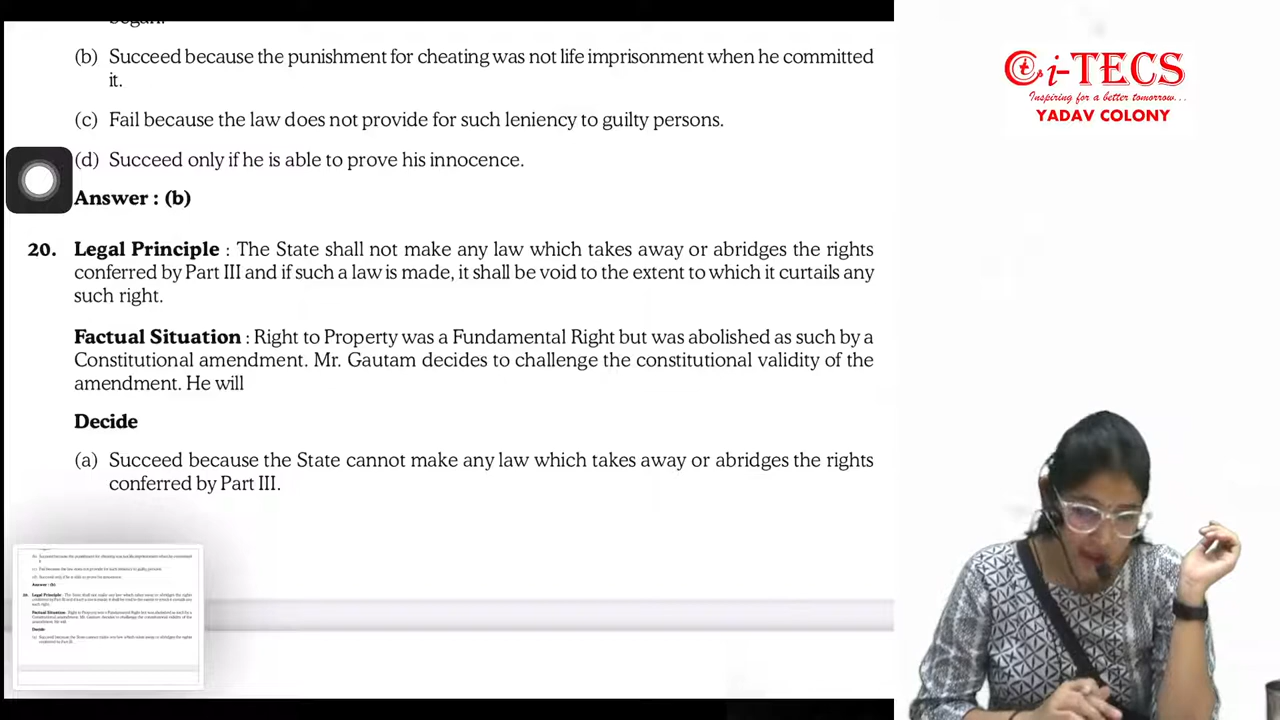 began.
(b) Succeed because the punishment for cheating was not life imprisonment when he committed
it.
(c) Fail because the law does not provide for such leniency to guilty persons.
(d) Succeed only if he is able to prove his innocence.
Answer : (b)
20. Legal Principle : The State shall not make any law which takes away or abridges the rights
conferred by Part III and if such a law is made, it shall be void to the extent to which it curtails any
such right.
Factual Situation : Right to Property was a Fundamental Right but was abolished as such by a
Constitutional amendment. Mr. Gautam decides to challenge the constitutional validity of the
amendment. He will
Decide
(a) Succeed because the State cannot make any law which takes away or abridges the rights
conferred by Part III.
i-TECS
Inspiring for a better tomorrow...
YADAV COLONY